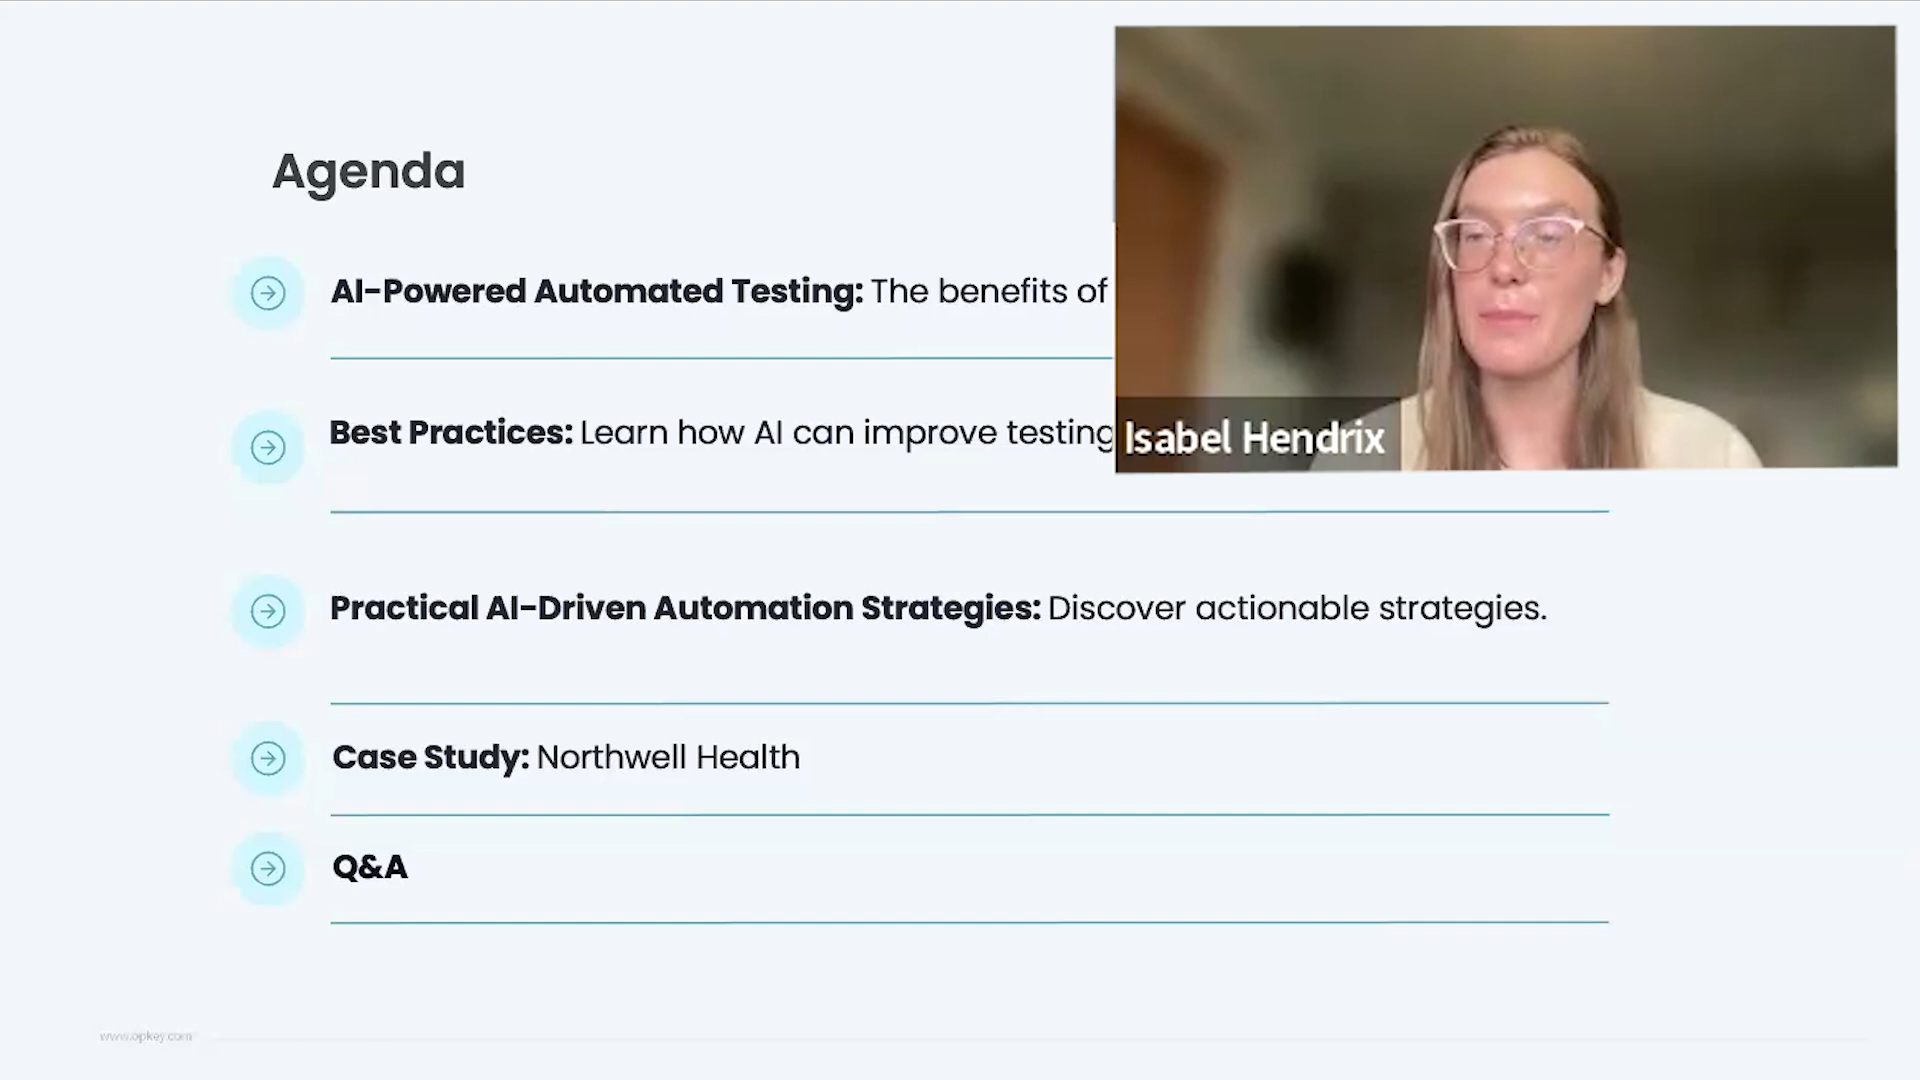 Agenda
AI-Powered Automated Testing: The benefits of
Best Practices: Learn how AI can improve testing
Isabel Hendrix
Practical AI-Driven Automation Strategies: Discover actionable strategies.
Case Study: Northwell Health
Q&A
www.opkey.com